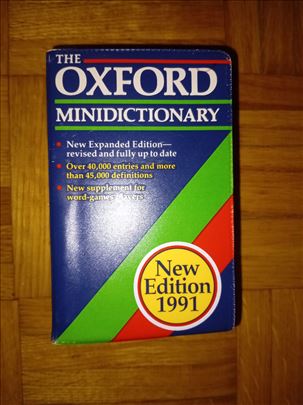 THE
OXFORD
MINIDICTIONARY
• New Expanded Edition—
revised and fully up to date
• Over 40,000 entries and more
than 45,000 definitions
• New supplement for
word-games
New
Edition
1991